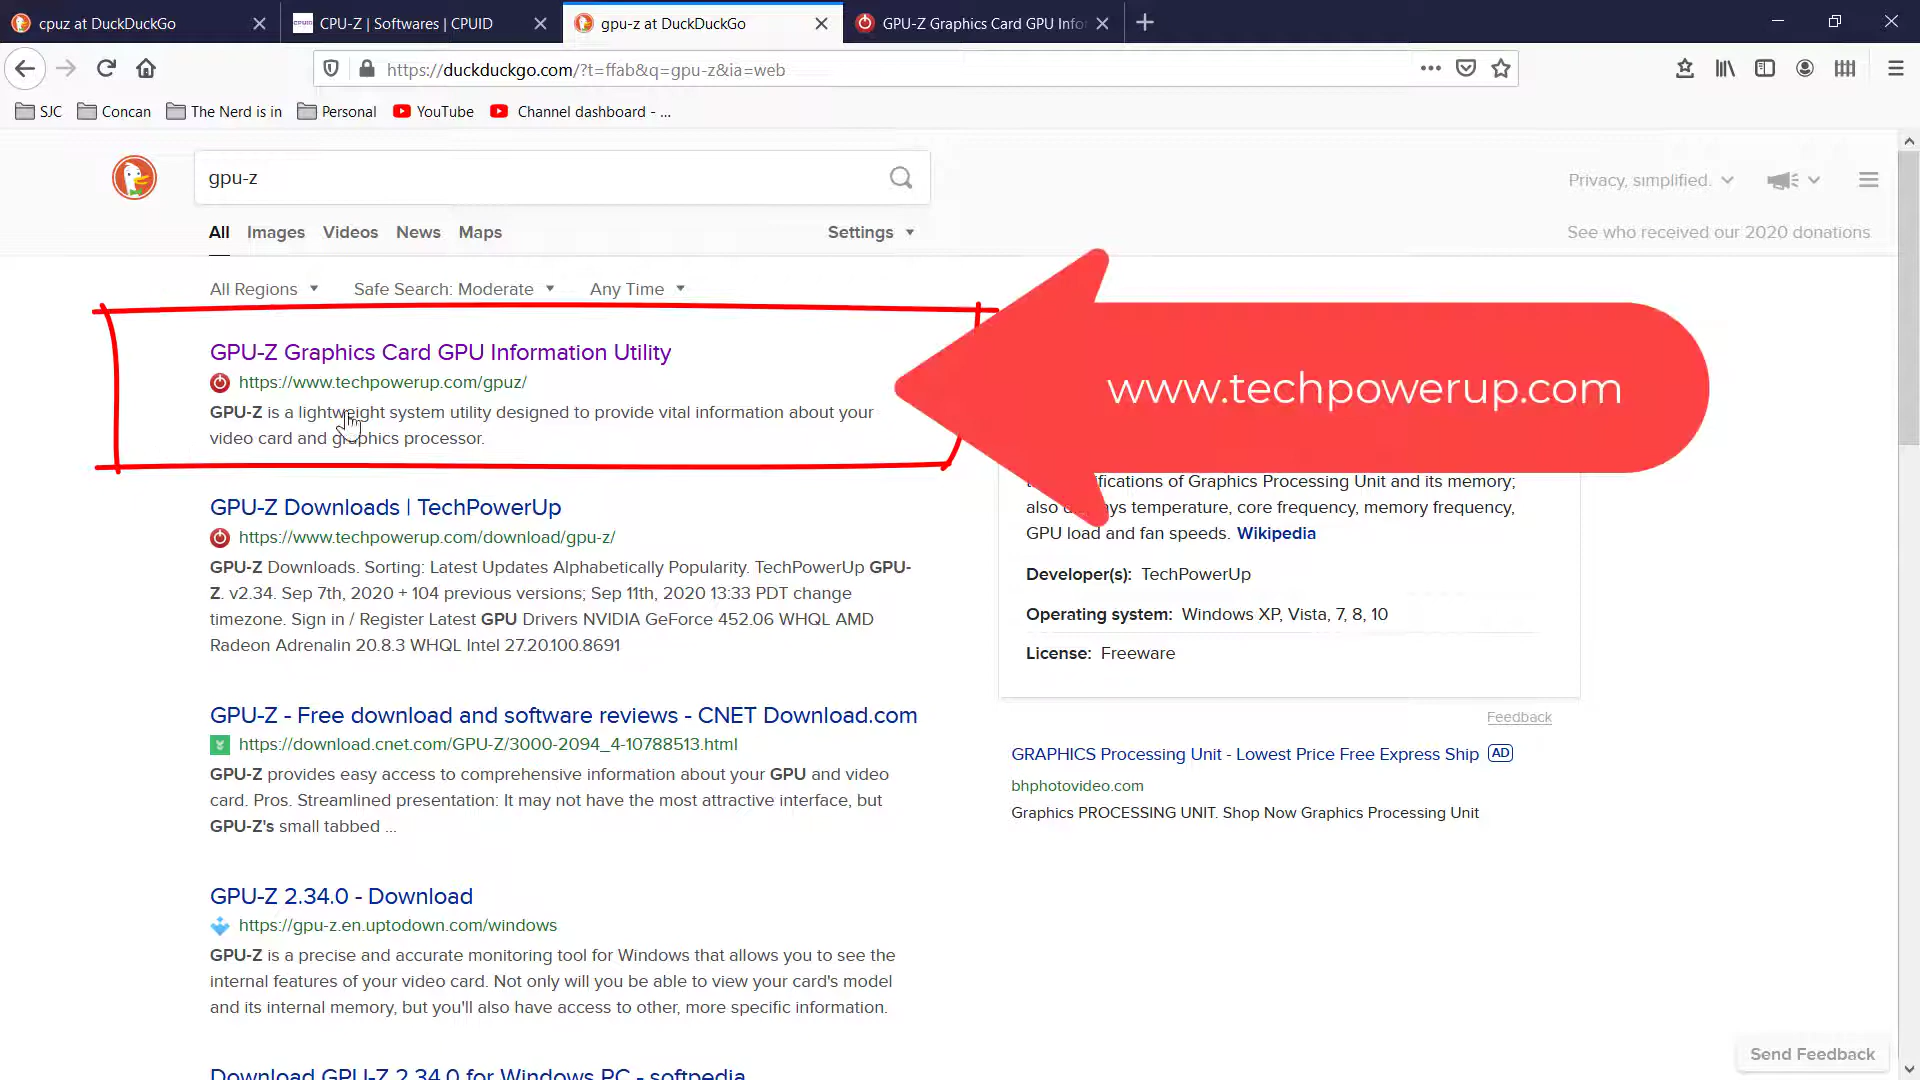 cpuz at DuckDuckGo
CPU-Z | Softwares | CPUID
gpu-z at DuckDuckGo
GPU-Z Graphics Card GPU Info
https://duckduckgo.com/?t=ffab&q=gpu-z&ia=web
SJC
Concan
The Nerd is in
Personal
YouTube
Channel dashboard - ...
gpu-z
Privacy, simplified.
All
Images
Videos
News
Maps
Settings
See who received our 2020 donations
All Regions
Safe Search: Moderate
Any Time
GPU-Z Graphics Card GPU Information Utility
https://www.techpowerup.com/gpuz/
GPU-Z is a lightweight system utility designed to provide vital information about your
video card and graphics processor.
www.techpowerup.com
GPU-Z Downloads | TechPowerUp
https://www.techpowerup.com/download/gpu-z/
GPU-Z Downloads. Sorting: Latest Updates Alphabetically Popularity. TechPowerUp GPU-
Z. v2.34. Sep 7th, 2020 + 104 previous versions; Sep 11th, 2020 13:33 PDT change
timezone. Sign in / Register Latest GPU Drivers NVIDIA GeForce 452.06 WHQL AMD
Radeon Adrenalin 20.8.3 WHQL Intel 27.20.100.8691
of Graphics Processing Unit and its memory;
also temperature, core frequency, memory frequency,
GPU load and fan speeds. Wikipedia
Developer(s): TechPowerUp
Operating system: Windows XP, Vista, 7, 8, 10
License: Freeware
Feedback
GPU-Z - Free download and software reviews - CNET Download.com
https://download.cnet.com/GPU-Z/3000-2094_4-10788513.html
GPU-Z provides easy access to comprehensive information about your GPU and video
card. Pros. Streamlined presentation: It may not have the most attractive interface, but
GPU-Z's small tabbed ...
GRAPHICS Processing Unit - Lowest Price Free Express Ship AD
bhphotovideo.com
Graphics PROCESSING UNIT. Shop Now Graphics Processing Unit
GPU-Z 2.34.0 - Download
https://gpu-z.en.uptodown.com/windows
GPU-Z is a precise and accurate monitoring tool for Windows that allows you to see the
internal features of your video card. Not only will you be able to view your card's model
and its internal memory, but you'll also have access to other, more specific information.
Download GPU-Z 2.34.0 for Windows PC - softpedia
Send Feedback